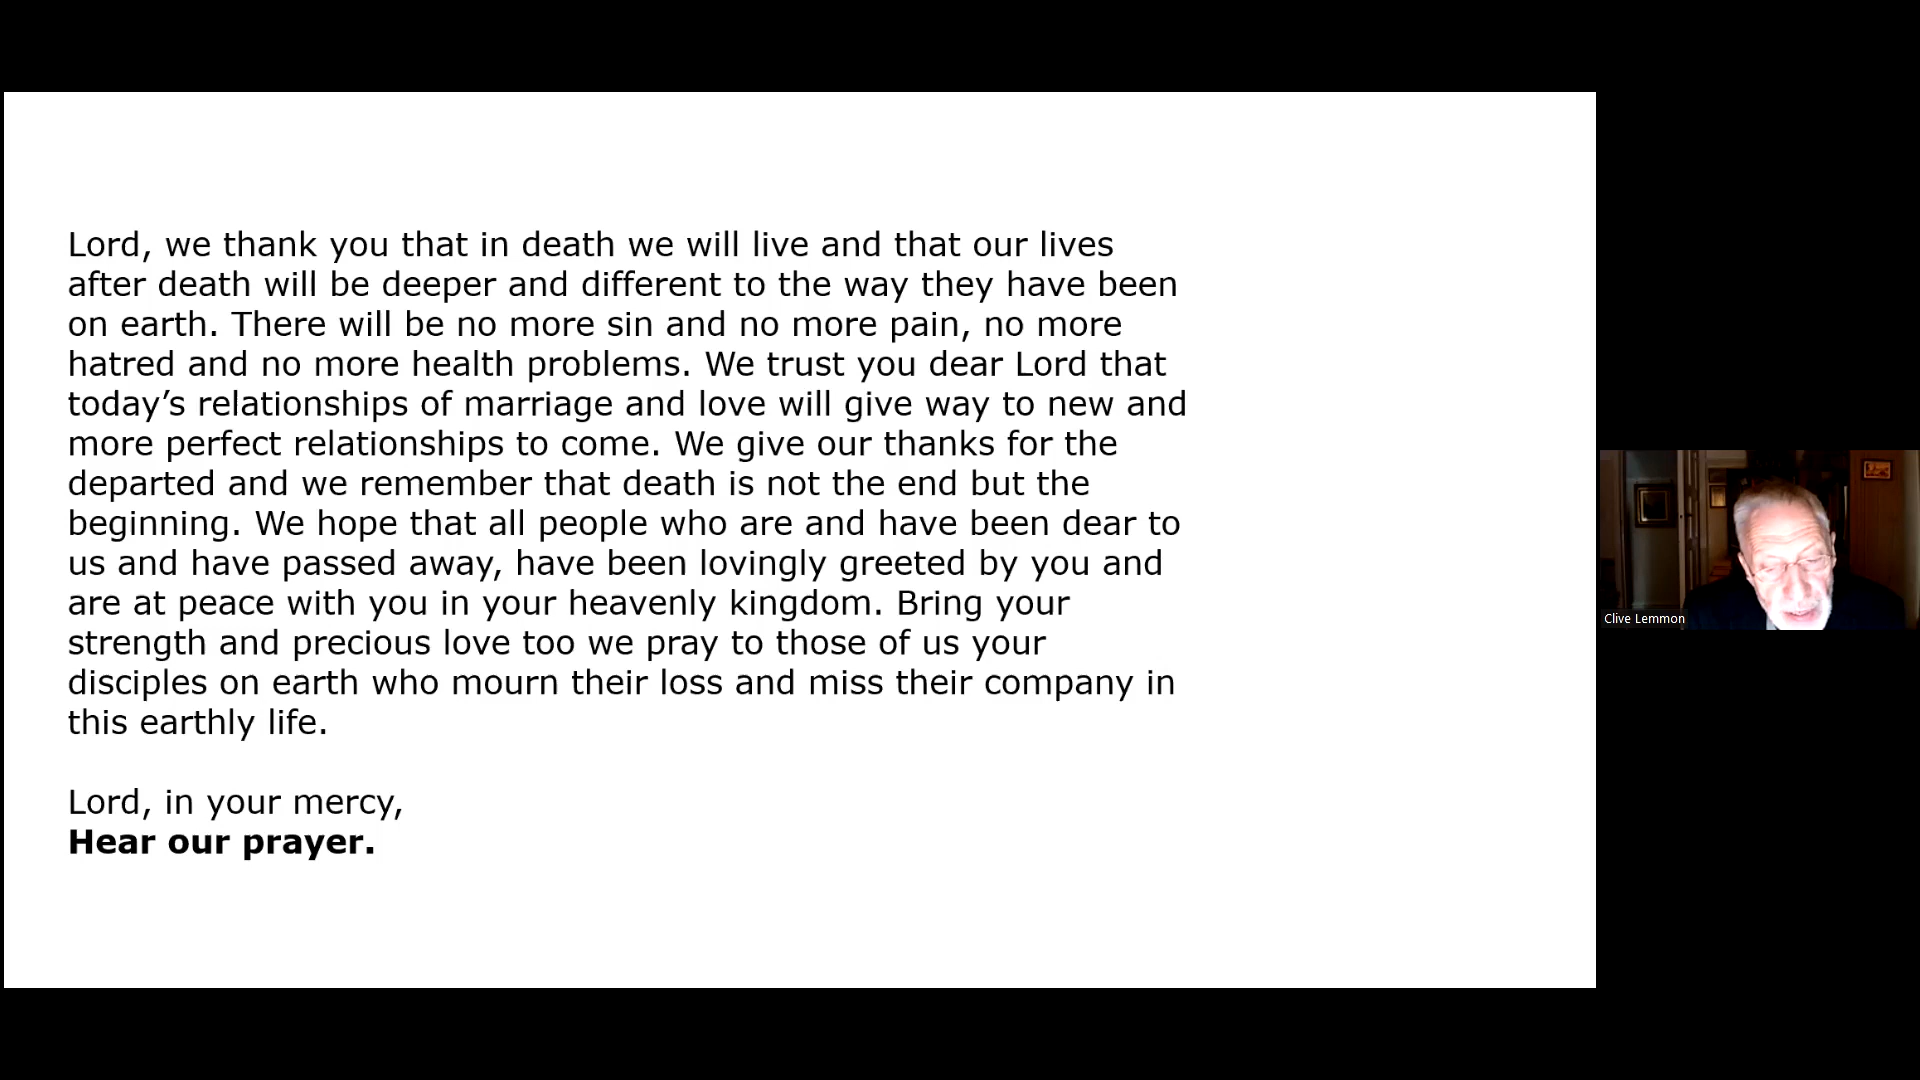 Lord, we thank you that in death we will live and that our lives
after death will be deeper and different to the way they have been
on earth. There will be no more sin and no more pain, no more
hatred and no more health problems. We trust you dear Lord that
today’s relationships of marriage and love will give way to new and
more perfect relationships to come. We give our thanks for the
departed and we remember that death is not the end but the
beginning. We hope that all people who are and have been dear to
us and have passed away, have been lovingly greeted by you and
are at peace with you in your heavenly kingdom. Bring your
strength and precious love too we pray to those of us your
disciples on earth who mourn their loss and miss their company in
this earthly life.
Lord, in your mercy,
Hear our prayer.
Clive Lemmon